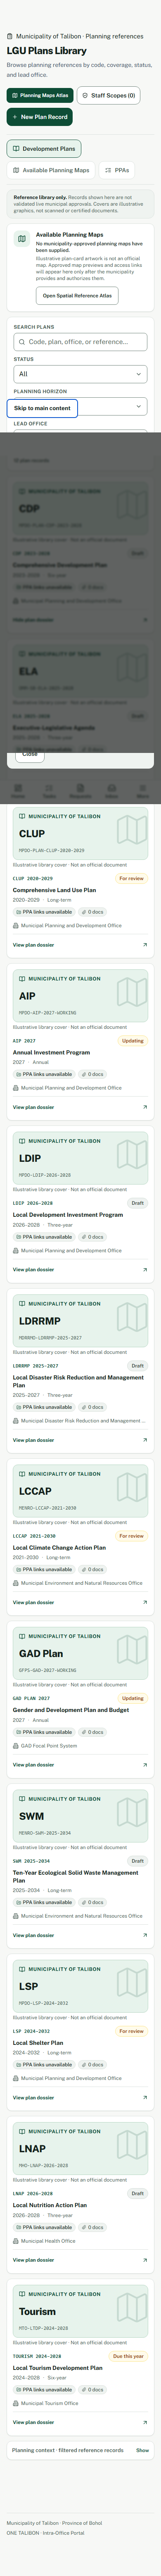 Municipality of Talibon / Planning references
LGU Plans Library
Browse planning references by code, coverage, status, and lead office.
Planning Maps Atlas
Staff Scopes (0)
New Plan Record
Development Plans
Available Planning Maps
PPAs
Reference library only. Records shown here are not validated live municipal approvals. Covers are illustrative graphics, not scanned or certified documents.
Available Planning Maps
No municipality-approved planning maps have been supplied.
Illustrative plan-card artwork is not an official map. Approved map previews and access links will appear here only after the municipality provides and authorizes them.
Open Spatial Reference Atlas
SEARCH PLANS
Code, plan, office, or reference...
STATUS
All
PLANNING HORIZON
Skip to main content
LEAD OFFICE
MUNICIPALITY OF TALIBON
CDP
Draft
Comprehensive Development Plan
Municipal Planning and Development Office
MUNICIPALITY OF TALIBON
ELA
Draft
Executive Legislative Agenda
Close
MUNICIPALITY OF TALIBON
CLUP
MPDO-PLAN-CLUP-2020-2029
Illustrative library cover · Not an official document
CLUP 2020-2029
For review
Comprehensive Land Use Plan
2020-2029 · Long-term
PPA links unavailable
0 docs
Municipal Planning and Development Office
View plan dossier
MUNICIPALITY OF TALIBON
AIP
MPDO-AIP-2027-WORKING
Illustrative library cover · Not an official document
AIP 2027
Updating
Annual Investment Program
2027 · Annual
PPA links unavailable
0 docs
Municipal Planning and Development Office
View plan dossier
MUNICIPALITY OF TALIBON
LDIP
MPDO-LDIP-2026-2028
Illustrative library cover · Not an official document
LDIP 2026-2028
Draft
Local Development Investment Program
2026-2028 · Three-year
PPA links unavailable
0 docs
Municipal Planning and Development Office
View plan dossier
MUNICIPALITY OF TALIBON
LDRRMP
MDRRMO-LDRRMP-2025-2027
Illustrative library cover · Not an official document
LDRRMP 2025-2027
Draft
Local Disaster Risk Reduction and Management Plan
2025-2027 · Three-year
PPA links unavailable
0 docs
Municipal Disaster Risk Reduction and Management ...
View plan dossier
MUNICIPALITY OF TALIBON
LCCAP
MENRO-LCCAP-2021-2030
Illustrative library cover · Not an official document
LCCAP 2021-2030
For review
Local Climate Change Action Plan
2021-2030 · Long-term
PPA links unavailable
0 docs
Municipal Environment and Natural Resources Office
View plan dossier
MUNICIPALITY OF TALIBON
GAD Plan
GFPS-GAD-2027-WORKING
Illustrative library cover · Not an official document
GAD PLAN 2027
Updating
Gender and Development Plan and Budget
2027 · Annual
PPA links unavailable
0 docs
GAD Focal Point System
View plan dossier
MUNICIPALITY OF TALIBON
SWM
MENRO-SWM-2025-2034
Illustrative library cover · Not an official document
SWM 2025-2034
Draft
Ten-Year Ecological Solid Waste Management Plan
2025-2034 · Long-term
PPA links unavailable
0 docs
Municipal Environment and Natural Resources Office
View plan dossier
MUNICIPALITY OF TALIBON
LSP
MPDO-LSP-2024-2032
Illustrative library cover · Not an official document
LSP 2024-2032
For review
Local Shelter Plan
2024-2032 · Long-term
PPA links unavailable
0 docs
Municipal Planning and Development Office
View plan dossier
MUNICIPALITY OF TALIBON
LNAP
MHO-LNAP-2026-2028
Illustrative library cover · Not an official document
LNAP 2026-2028
Draft
Local Nutrition Action Plan
2026-2028 · Three-year
PPA links unavailable
0 docs
Municipal Health Office
View plan dossier
MUNICIPALITY OF TALIBON
Tourism
MTO-LTDP-2024-2028
Illustrative library cover · Not an official document
TOURISM 2024-2028
Due this year
Local Tourism Development Plan
2024-2028 · Six-year
PPA links unavailable
0 docs
Municipal Tourism Office
View plan dossier
Planning context · filtered reference records
Show
Municipality of Talibon · Province of Bohol
ONE TALIBON · Intra-Office Portal